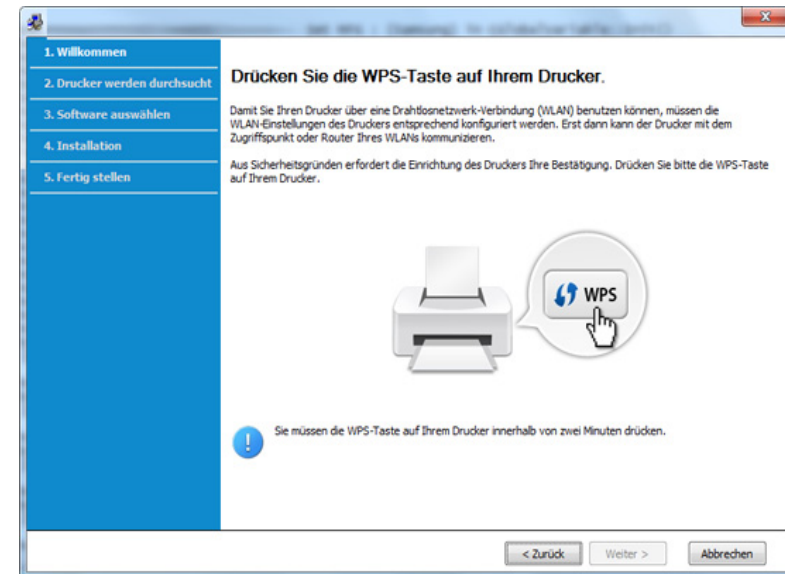 1. Willkommen
2. Drucker werden durchsucht
3. Software auswählen
4. Installation
5. Fertig stellen
Drücken Sie die WPS-Taste auf Ihrem Drucker.
Damit Sie Ihren Drucker über eine Drahtlosnetzwerk-Verbindung (WLAN) benutzen können, müssen die
WLAN-Einstellungen des Druckers entsprechend konfiguriert werden. Erst dann kann der Drucker mit dem
Zugriffspunkt oder Router Ihres WLANs kommunizieren.
Aus Sicherheitsgründen erfordert die Einrichtung des Druckers Ihre Bestätigung. Drücken Sie bitte die WPS-Taste
auf Ihrem Drucker.
WPS
Sie müssen die WPS-Taste auf Ihrem Drucker innerhalb von zwei Minuten drücken.
< Zurück
Weiter >
Abbrechen